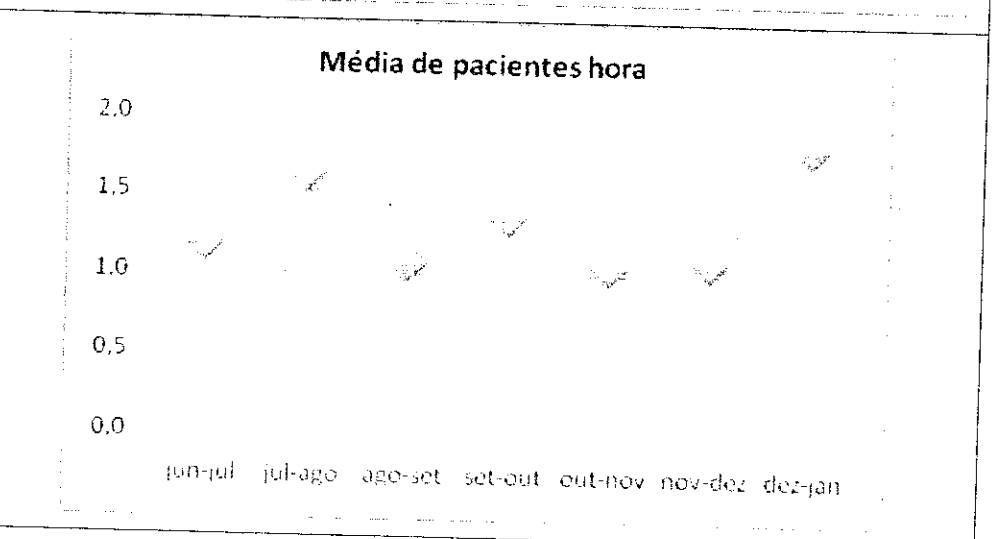 Média de pacientes hora
2,0
1,5
1,0
0,5
0,0
jun-jul jul-ago ago-set set-out out-nov nov-dez dez-jan